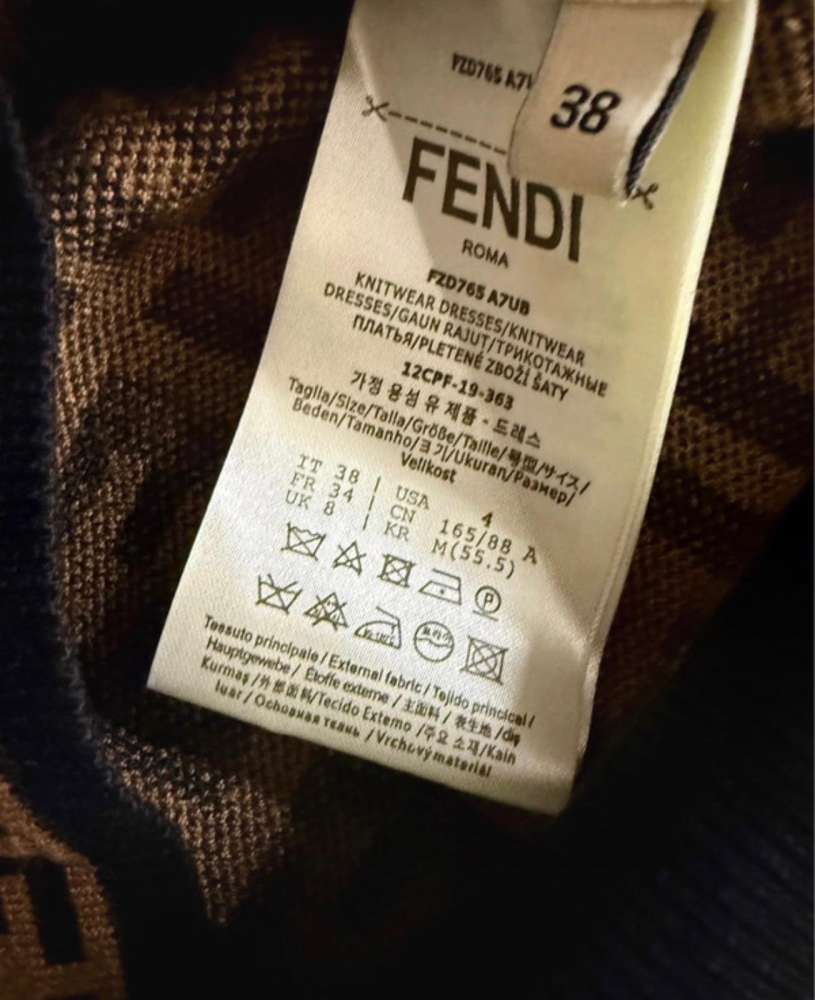 FZD765 A7U
38
FENDI
ROMA
FZD765 A7UB
KNITWEAR DRESSES/KNITWEAR
DRESSES/GAUN RAJUT/ТРИКОТАЖНЫЕ
ПЛАТЬЯ/PLETENÉ ZBOŽÍ ŠATY
12CPF-19-363
가정 용섬 유 제품 - 드레스
Taglia/Size/Talla/Größe/Taille/号型/サイズ/
Beden/Tamanho/크기/Ukuran/Размер/
Velikost
IT 38 | USA 4
FR 34 | CN 165/88 A
UK 8 | KR M(55.5)
P
Tessuto principale / External fabric / Tejido principal /
Hauptgewebe / Étoffe externe / 主面料 / 表生地 /dış
Kurmaş /外部面料/Tecido Externo /주요 소재/Kain
luar / Основная ткань /Vrchový materiál